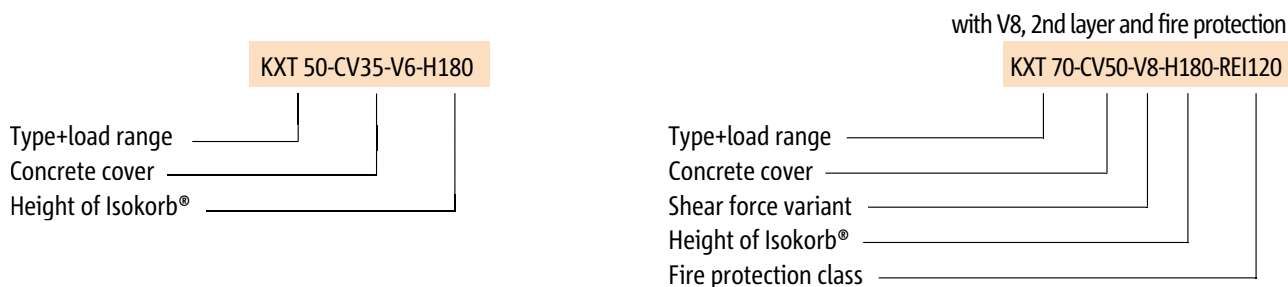 KXT 50-CV35-V6-H180
Type+load range
Concrete cover
Height of Isokorb®
with V8, 2nd layer and fire protection
KXT 70-CV50-V8-H180-REI120
Type+load range
Concrete cover
Shear force variant
Height of Isokorb®
Fire protection class